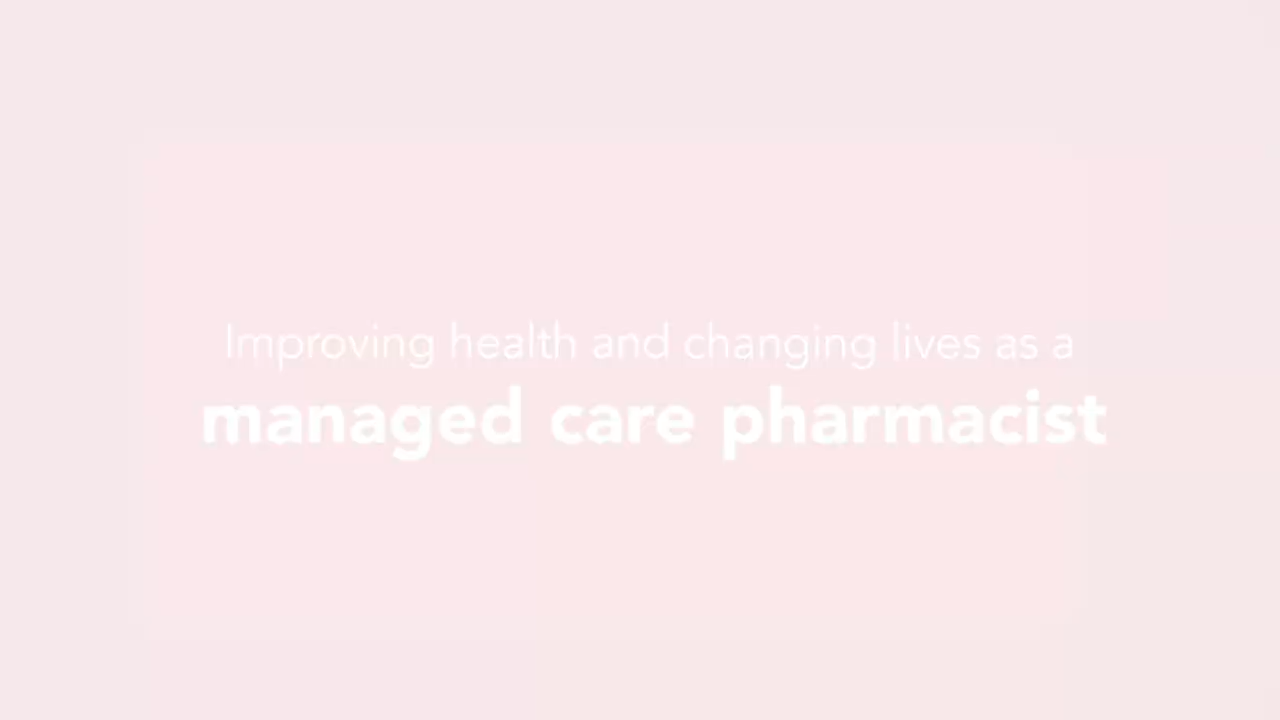 Improving health and changing lives as a
managed care pharmacist